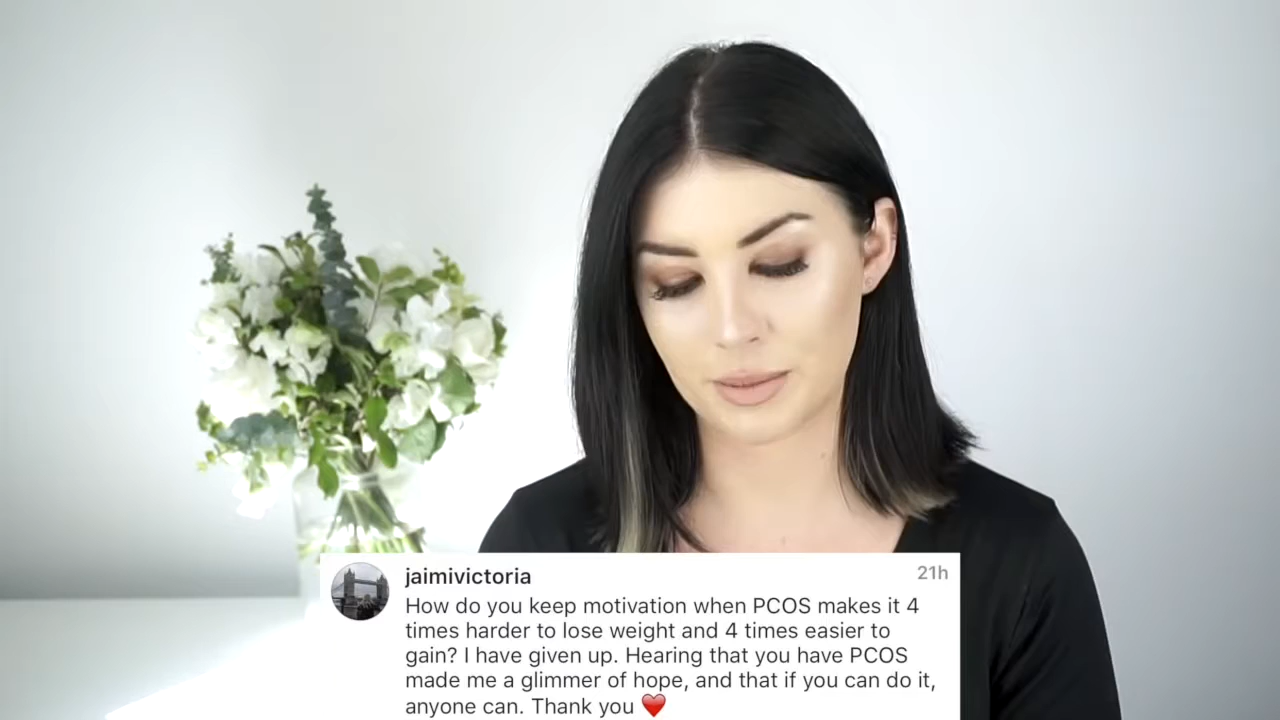 jaimivictoria
21h
How do you keep motivation when PCOS makes it 4
times harder to lose weight and 4 times easier to
gain? I have given up. Hearing that you have PCOS
made me a glimmer of hope, and that if you can do it,
anyone can. Thank you ❤️